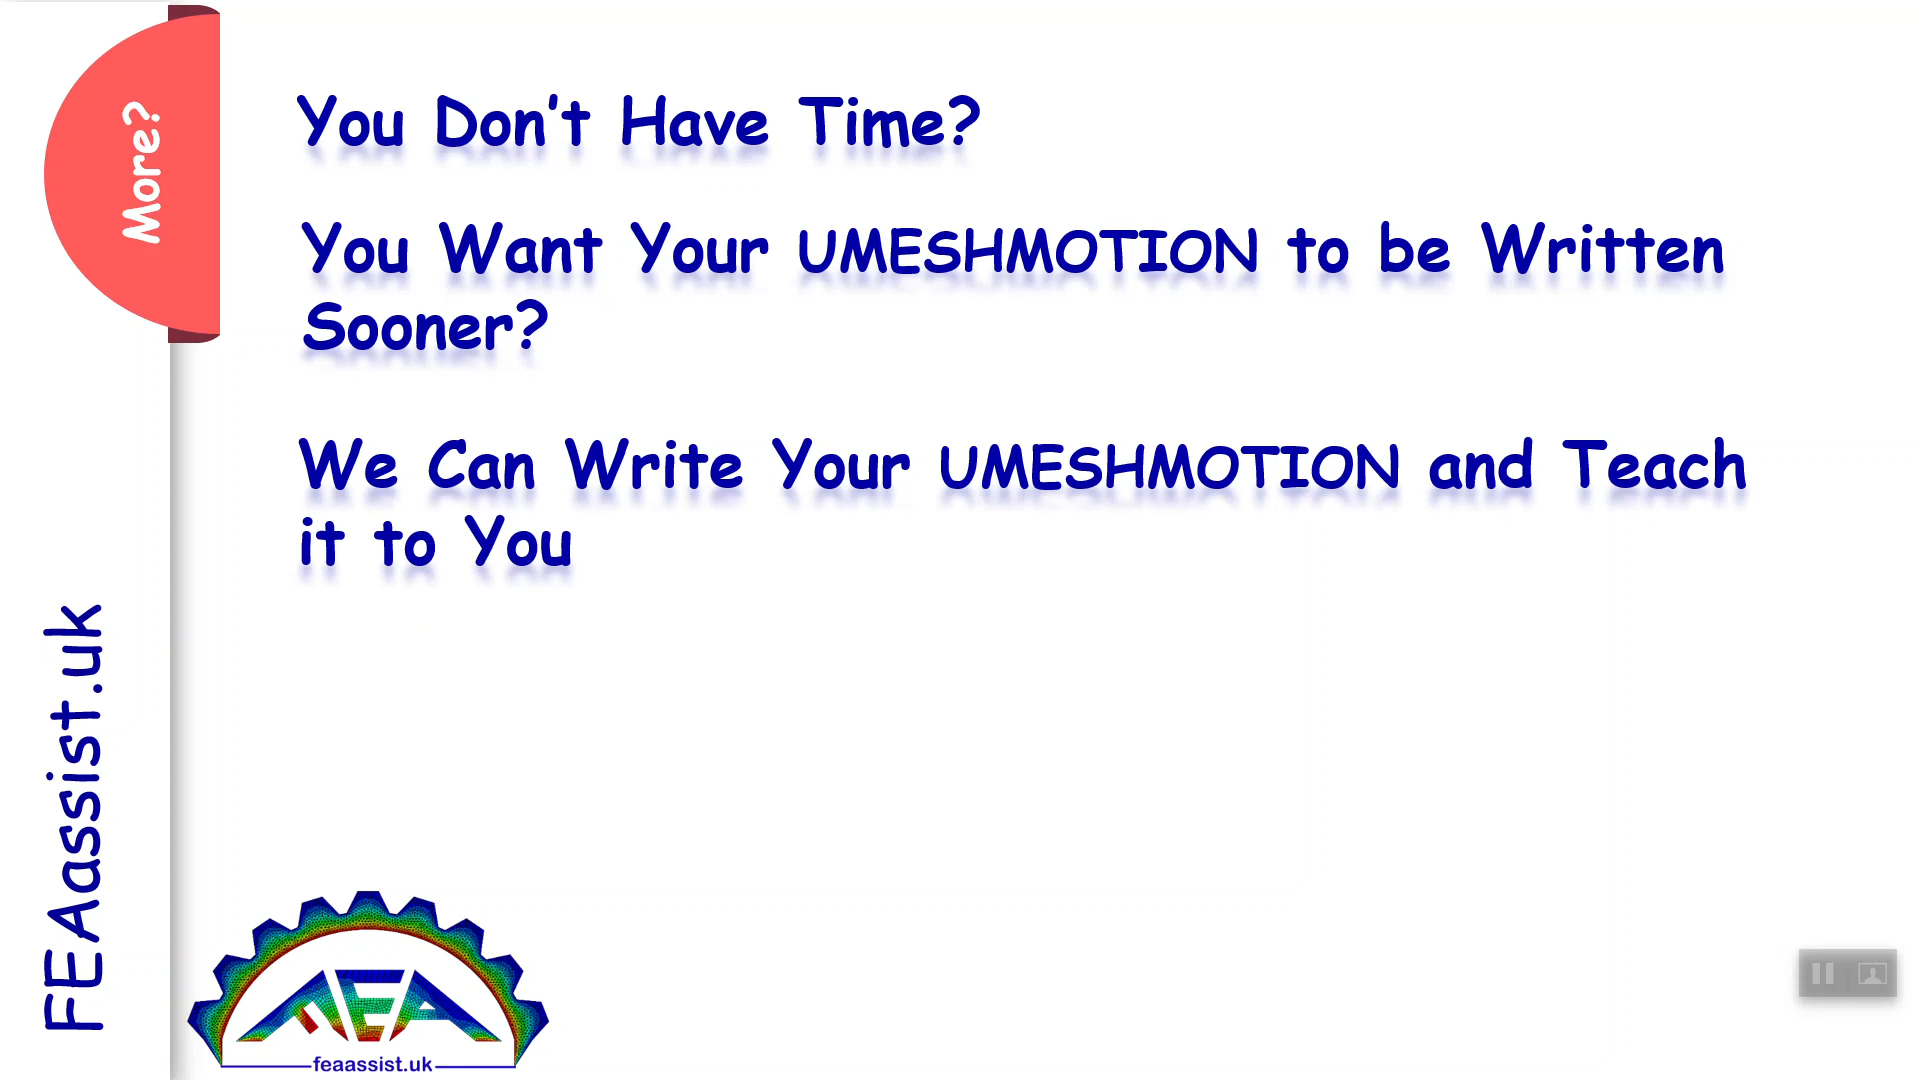 More?
You Don't Have Time?
You Want Your UMESHMOTION to be Written
Sooner?
We Can Write Your UMESHMOTION and Teach
it to You
FEAassist.uk
FEA
feaassist.uk